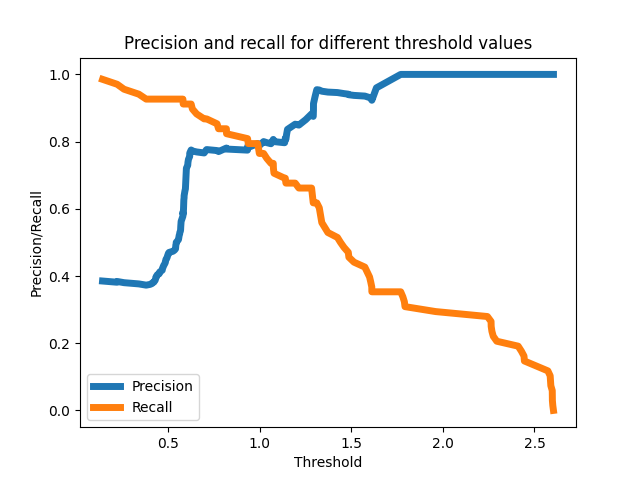 Precision and recall for different threshold values
1.0
0.8
0.6
0.4
0.2
0.0
Precision/Recall
Precision
Recall
0.5 1.0 1.5 2.0 2.5
Threshold